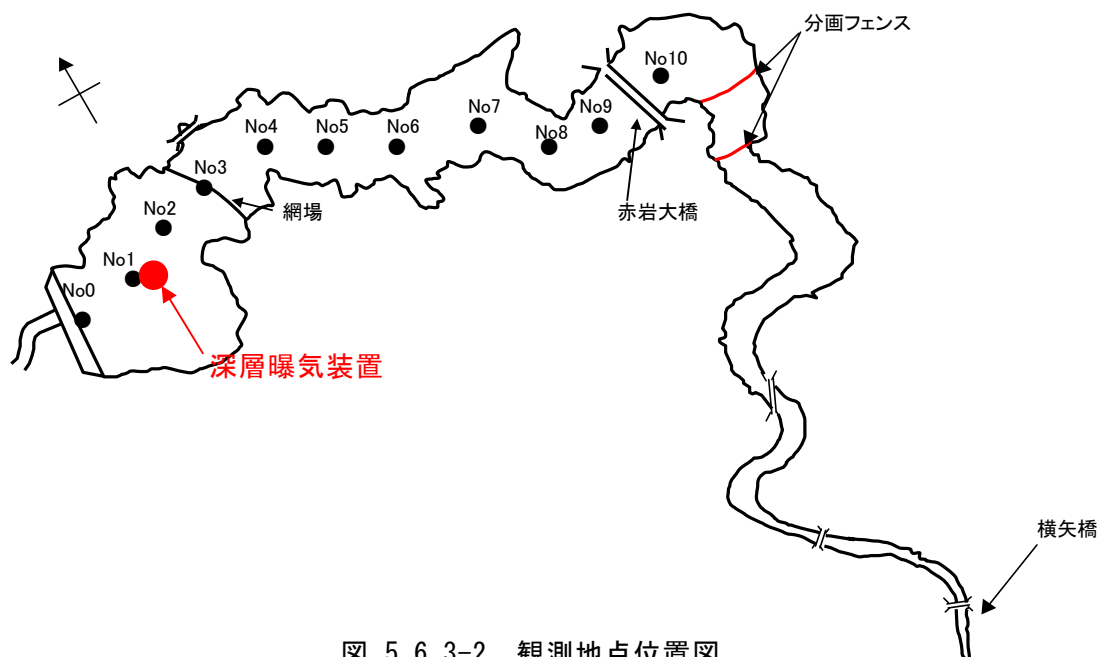 分画フェンス
No10
No7
No9
No4
No5
No6
No8
No3
網場
赤岩大橋
No2
No1
No0
深層曝気装置
横矢橋
図 5.6.3-2 観測地点位置図